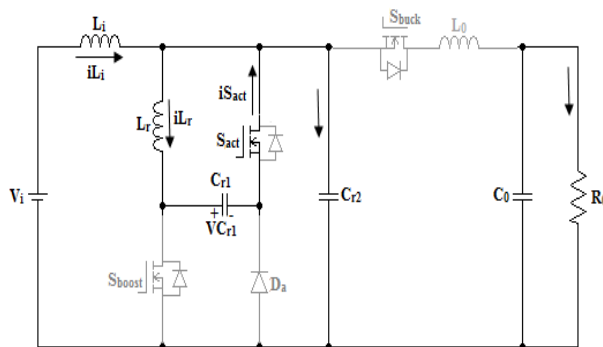 Li
iLi
Sbuck
L0
iSact
Lr
iLr
Sact
Cr1
VCr1
+
-
Vi
Cr2
C0
Sboost
Da